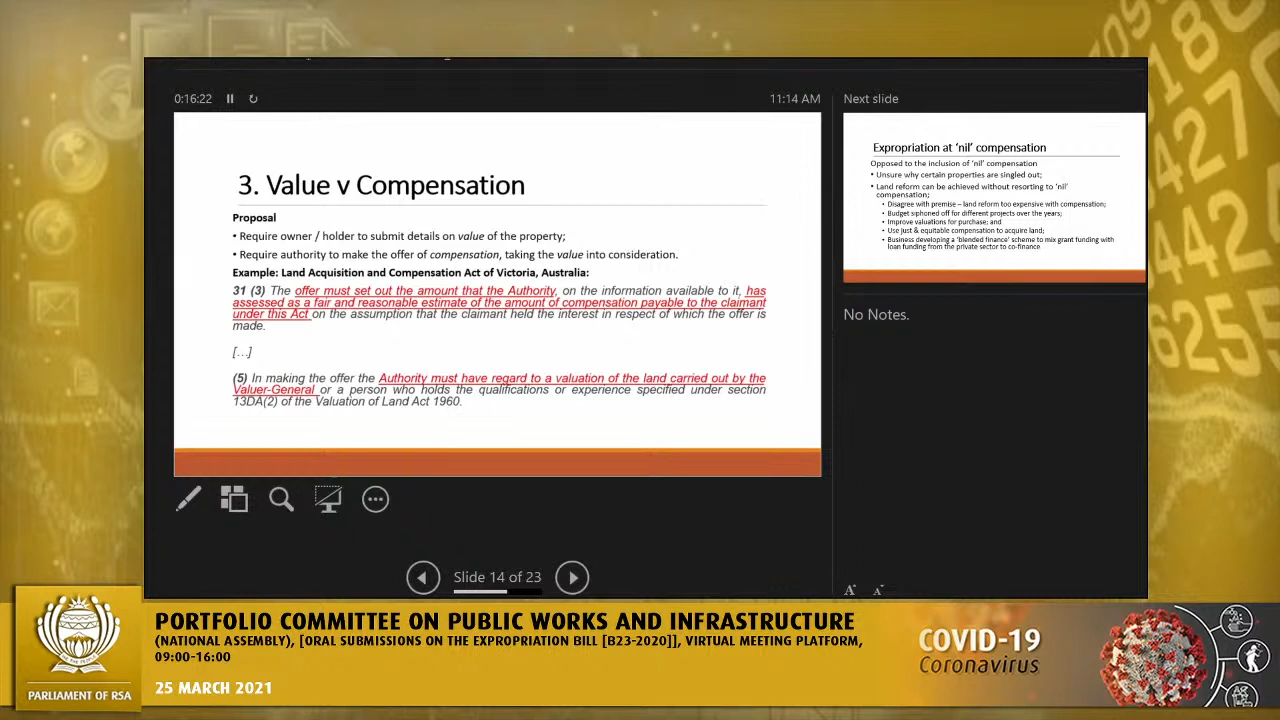 0:16:22
11:14 AM
Next slide
3. Value v Compensation
Proposal
• Require owner / holder to submit details on value of the property;
• Require authority to make the offer of compensation, taking the value into consideration.
Example: Land Acquisition and Compensation Act of Victoria, Australia:
31 (3) The offer must set out the amount that the Authority, on the information available to it, has
assessed as a fair and reasonable estimate of the amount of compensation payable to the claimant
under this Act on the assumption that the claimant held the interest in respect of which the offer is
made.
[...]
(5) In making the offer the Authority must have regard to a valuation of the land carried out by the
Valuer-General or a person who holds the qualifications or experience specified under section
13DA(2) of the Valuation of Land Act 1960.
Expropriation at ‘nil’ compensation
Opposed to the inclusion of ‘nil’ compensation
• Unsure why certain properties are singled out;
• Land reform can be achieved without resorting to ‘nil’
compensation;
• Disagree with premise – land reform too expensive with compensation;
• Budget siphoned off for different projects over the years;
• Improve valuations for purchase; and
• Use just & equitable compensation to acquire land;
• Business developing a ‘blended finance’ scheme to mix grant funding with
loan funding from the private sector to co-finance
No Notes.
Slide 14 of 23
A A
PORTFOLIO COMMITTEE ON PUBLIC WORKS AND INFRASTRUCTURE
(NATIONAL ASSEMBLY), [ORAL SUBMISSIONS ON THE EXPROPRIATION BILL [B23-2020]], VIRTUAL MEETING PLATFORM,
09:00-16:00
25 MARCH 2021
PARLIAMENT OF RSA
COVID-19
Coronavirus